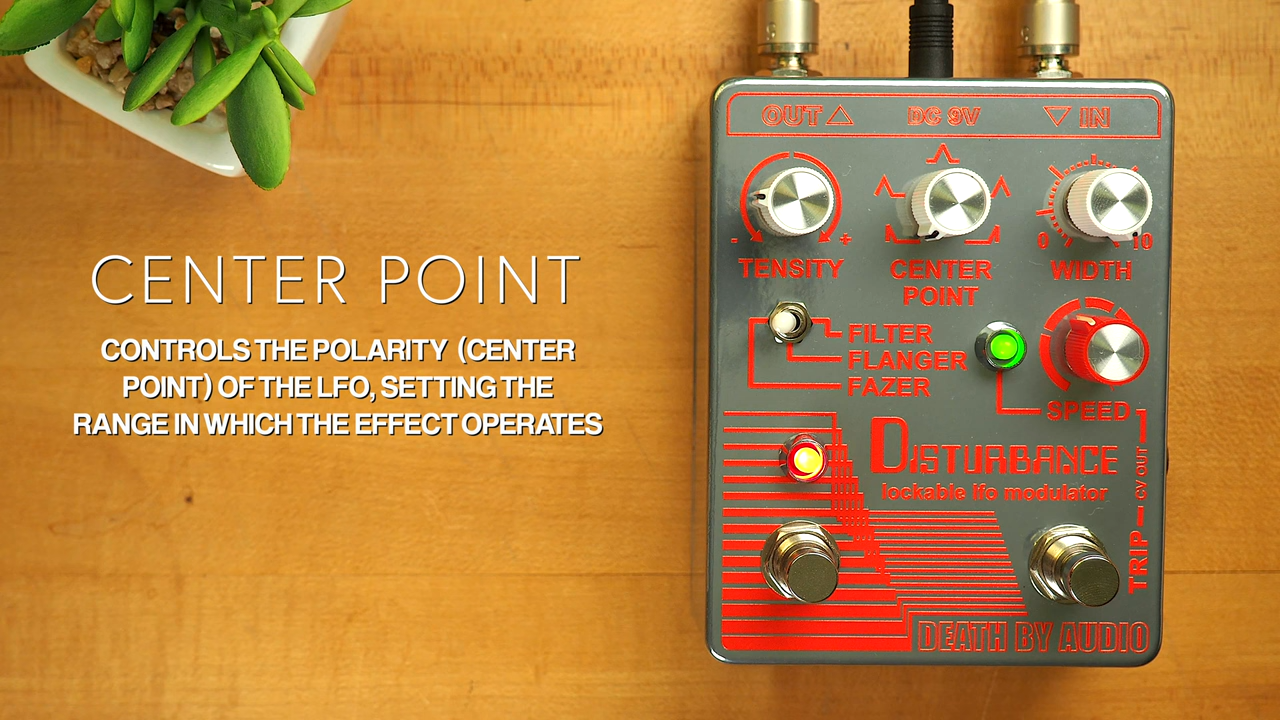 CENTER POINT
CONTROLS THE POLARITY (CENTER
POINT) OF THE LFO, SETTING THE
RANGE IN WHICH THE EFFECT OPERATES
OUT DC 9V IN
- +
0 10
TENSITY CENTER POINT WIDTH
FILTER
FLANGER
FAZER
SPEED
DISTURBANCE
lockable lfo modulator
TRIP – CV OUT
DEATH BY AUDIO